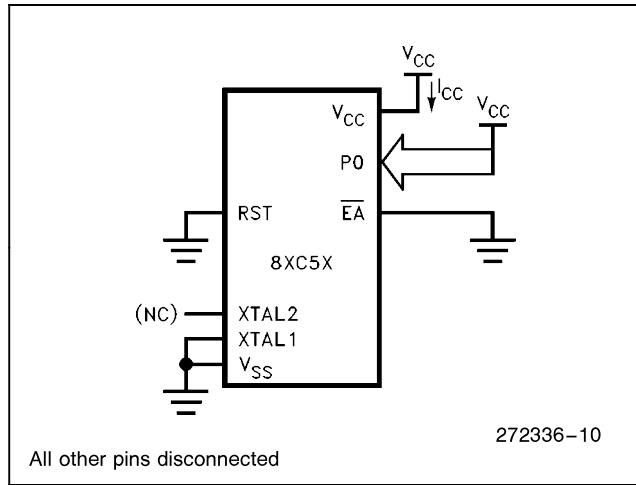 VCC
ICC
VCC
VCC
P0
RST
EA
8XC5X
(NC)
XTAL2
XTAL1
VSS
272336-10
All other pins disconnected